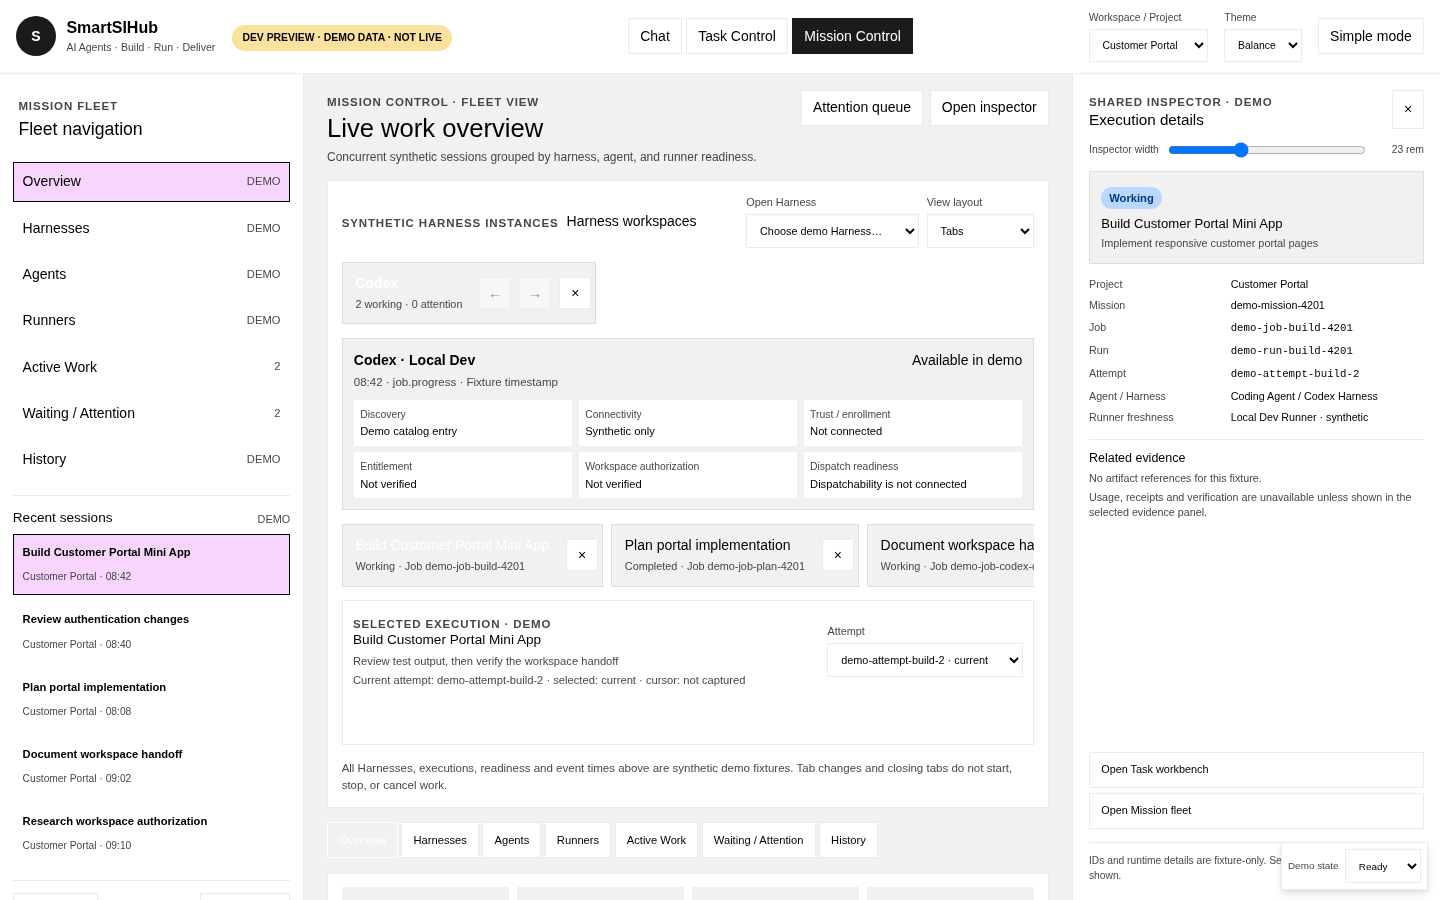 S
SmartSIHub
AI Agents · Build · Run · Deliver
DEV PREVIEW · DEMO DATA · NOT LIVE
Chat
Task Control
Mission Control
Workspace / Project
Customer Portal
Theme
Balance
Simple mode
MISSION FLEET
Fleet navigation
Overview DEMO
Harnesses DEMO
Agents DEMO
Runners DEMO
Active Work 2
Waiting / Attention 2
History DEMO
Recent sessions DEMO
Build Customer Portal Mini App
Customer Portal · 08:42
Review authentication changes
Customer Portal · 08:40
Plan portal implementation
Customer Portal · 08:08
Document workspace handoff
Customer Portal · 09:02
Research workspace authorization
Customer Portal · 09:10
MISSION CONTROL · FLEET VIEW
Live work overview
Concurrent synthetic sessions grouped by harness, agent, and runner readiness.
Attention queue
Open inspector
SYNTHETIC HARNESS INSTANCES Harness workspaces
Open Harness
Choose demo Harness...
View layout
Tabs
Codex
2 working · 0 attention
← → ×
Codex · Local Dev Available in demo
08:42 · job.progress · Fixture timestamp
Discovery
Demo catalog entry
Connectivity
Synthetic only
Trust / enrollment
Not connected
Entitlement
Not verified
Workspace authorization
Not verified
Dispatch readiness
Dispatchability is not connected
Build Customer Portal Mini App
Working · Job demo-job-build-4201
×
Plan portal implementation
Completed · Job demo-job-plan-4201
×
Document workspace ha
Working · Job demo-job-codex-
SELECTED EXECUTION · DEMO
Build Customer Portal Mini App
Review test output, then verify the workspace handoff
Current attempt: demo-attempt-build-2 · selected: current · cursor: not captured
Attempt
demo-attempt-build-2 · current
All Harnesses, executions, readiness and event times above are synthetic demo fixtures. Tab changes and closing tabs do not start,
stop, or cancel work.
Overview
Harnesses
Agents
Runners
Active Work
Waiting / Attention
History
SHARED INSPECTOR · DEMO
Execution details
×
Inspector width 23 rem
Working
Build Customer Portal Mini App
Implement responsive customer portal pages
Project Customer Portal
Mission demo-mission-4201
Job demo-job-build-4201
Run demo-run-build-4201
Attempt demo-attempt-build-2
Agent / Harness Coding Agent / Codex Harness
Runner freshness Local Dev Runner · synthetic
Related evidence
No artifact references for this fixture.
Usage, receipts and verification are unavailable unless shown in the
selected evidence panel.
Open Task workbench
Open Mission fleet
IDs and runtime details are fixture-only. Se
shown.
Demo state
Ready